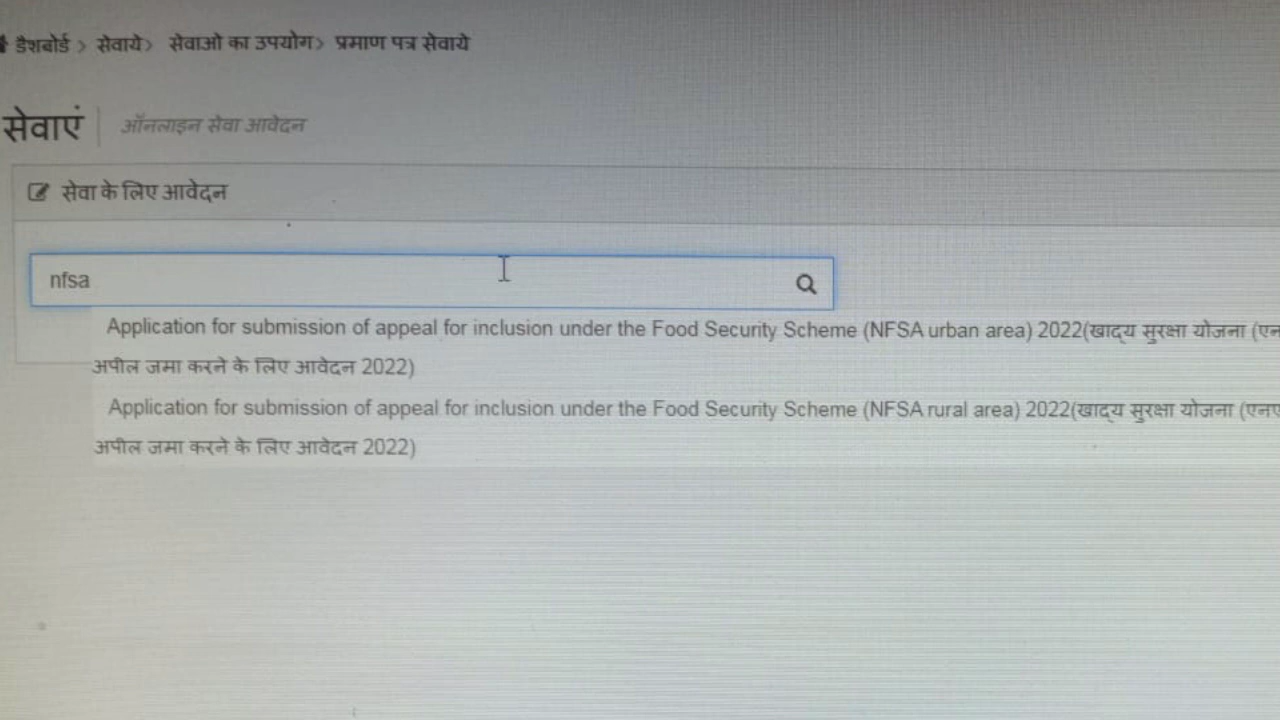 डैशबोर्ड > सेवाये> सेवाओ का उपयोग> प्रमाण पत्र सेवाये
सेवाएं | ऑनलाइन सेवा आवेदन
सेवा के लिए आवेदन
nfsa
Application for submission of appeal for inclusion under the Food Security Scheme (NFSA urban area) 2022(खाद्य सुरक्षा योजना (एन
अपील जमा करने के लिए आवेदन 2022)
Application for submission of appeal for inclusion under the Food Security Scheme (NFSA rural area) 2022(खाद्य सुरक्षा योजना (एनए
अपील जमा करने के लिए आवेदन 2022)